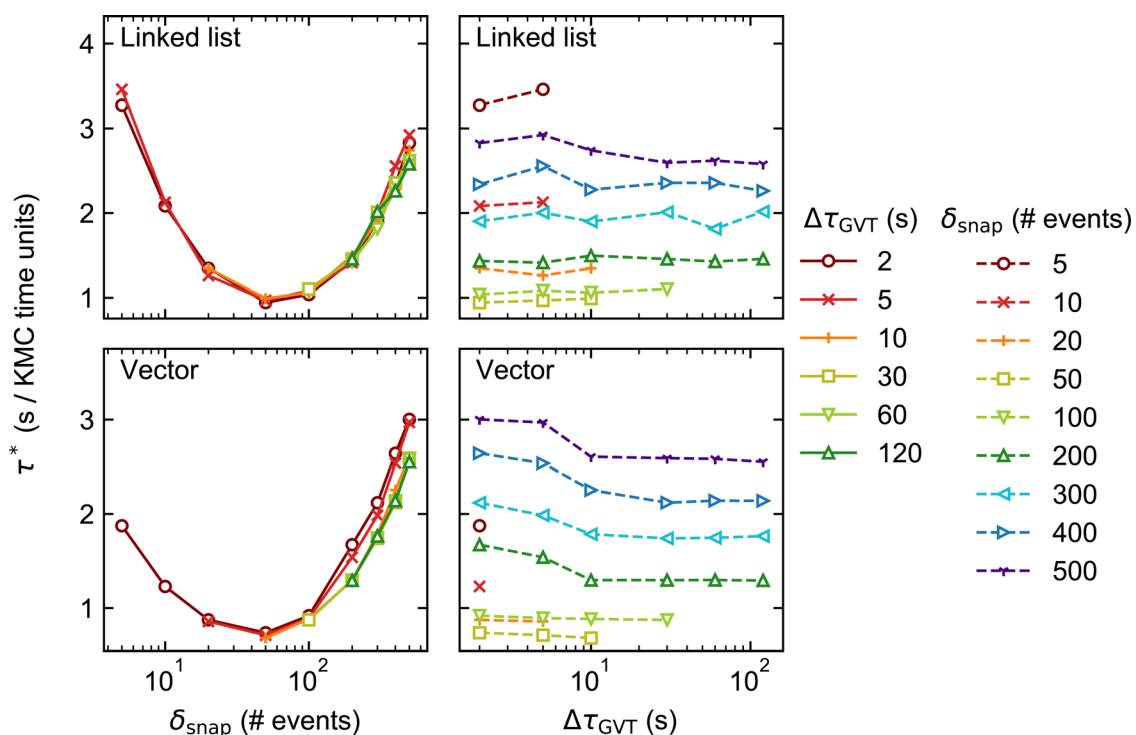 Linked list
Linked list
4
3
2
1
Vector
Vector
3
2
1
τ* (s / KMC time units)
10¹ 10²
10¹ 10²
δsnap (# events)
ΔτGVT (s)
ΔτGVT (s) δsnap (# events)
2 5
5 10
10 20
30 50
60 100
120 200
300
400
500